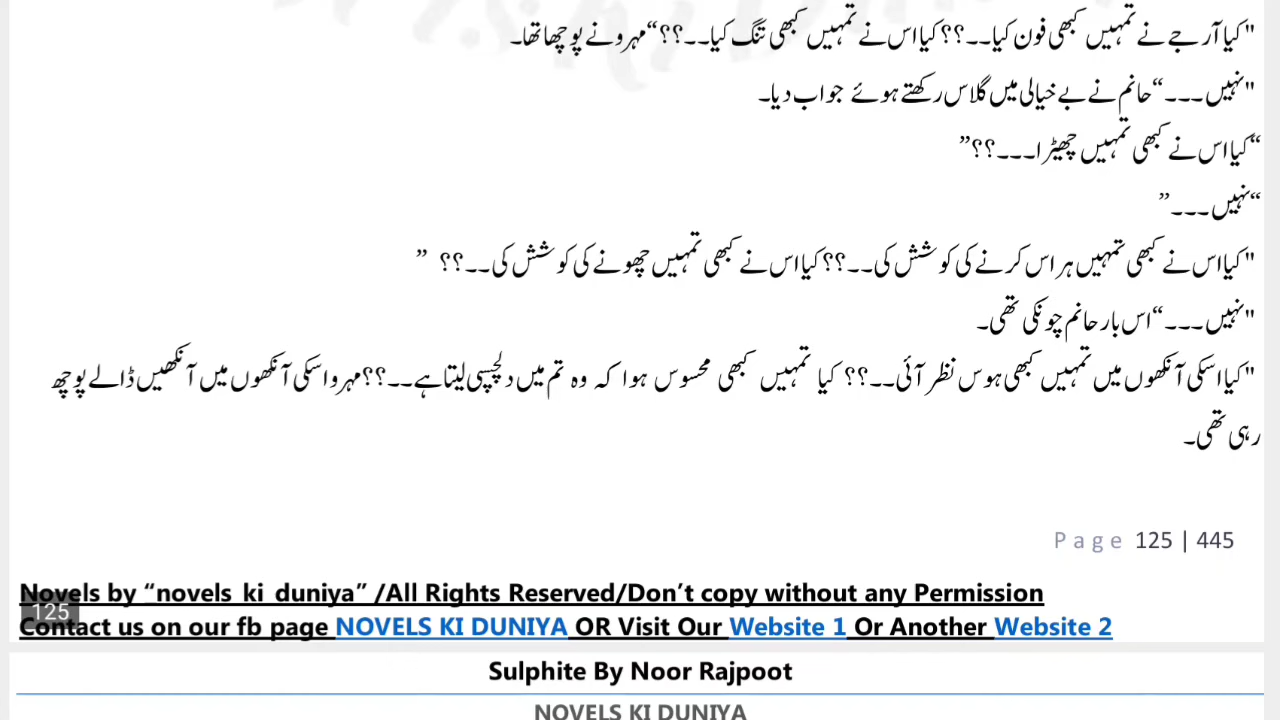 "کیا آر جے نے تمہیں کبھی فون کیا۔۔؟؟ کیا اس نے تمہیں کبھی تنگ کیا۔۔؟؟“ مہرو نے پوچھا تھا۔
"نہیں۔۔۔“ حانم نے بے خیالی میں گلاس رکھتے ہوئے جواب دیا۔
“کیا اس نے کبھی تمہیں چھیڑا۔۔۔؟؟”
“نہیں۔۔۔”
"کیا اس نے کبھی تمہیں ہراس کرنے کی کوشش کی۔۔؟؟ کیا اس نے کبھی تمہیں چھونے کی کوشش کی۔۔؟؟ ”
"نہیں۔۔۔“ اس بار حانم چونکی تھی۔
"کیا اسکی آنکھوں میں تمہیں کبھی ہوس نظر آئی۔۔؟؟ کیا تمہیں کبھی محسوس ہوا کہ وہ تم میں دلچسپی لیتا ہے۔۔؟؟ مہرو اسکی آنکھوں میں آنکھیں ڈالے پوچھ
رہی تھی۔
Page 125 | 445
Novels by “novels ki duniya” /All Rights Reserved/Don’t copy without any Permission
125
Contact us on our fb page NOVELS KI DUNIYA OR Visit Our Website 1 Or Another Website 2
Sulphite By Noor Rajpoot
NOVELS KI DUNIYA